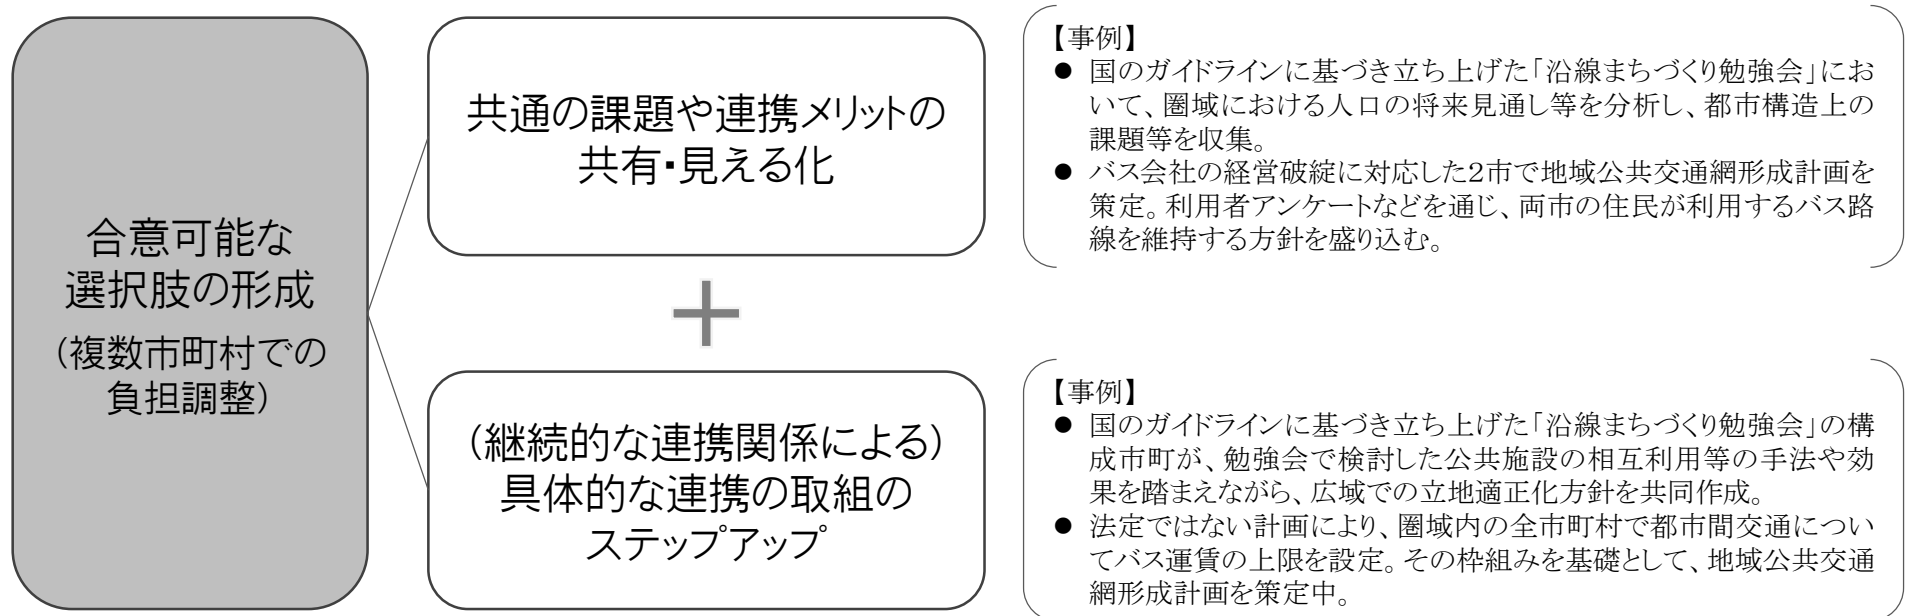 合意可能な
選択肢の形成
(複数市町村での
負担調整)
共通の課題や連携メリットの
共有・見える化
【事例】
● 国のガイドラインに基づき立ち上げた「沿線まちづくり勉強会」にお
いて、圏域における人口の将来見通し等を分析し、都市構造上の
課題等を収集。
● バス会社の経営破綻に対応した2市で地域公共交通網形成計画を
策定。利用者アンケートなどを通じ、両市の住民が利用するバス路
線を維持する方針を盛り込む。
+
(継続的な連携関係による)
具体的な連携の取組の
ステップアップ
【事例】
● 国のガイドラインに基づき立ち上げた「沿線まちづくり勉強会」の構
成市町が、勉強会で検討した公共施設の相互利用等の手法や効
果を踏まえながら、広域での立地適正化方針を共同作成。
● 法定ではない計画により、圏域内の全市町村で都市間交通につい
てバス運賃の上限を設定。その枠組みを基礎として、地域公共交通
網形成計画を策定中。